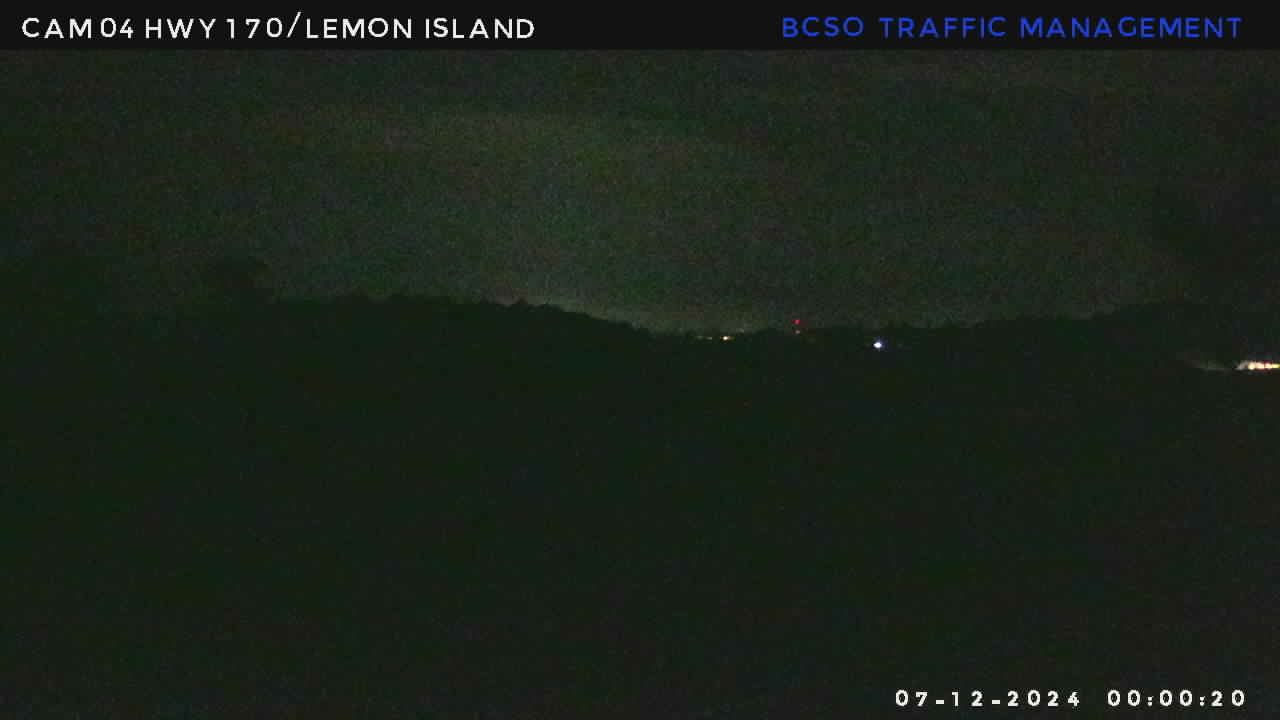 CAM04 HWY 170/LEMON ISLAND
BCSO TRAFFIC MANAGEMENT
07-12-2024 00:00:20